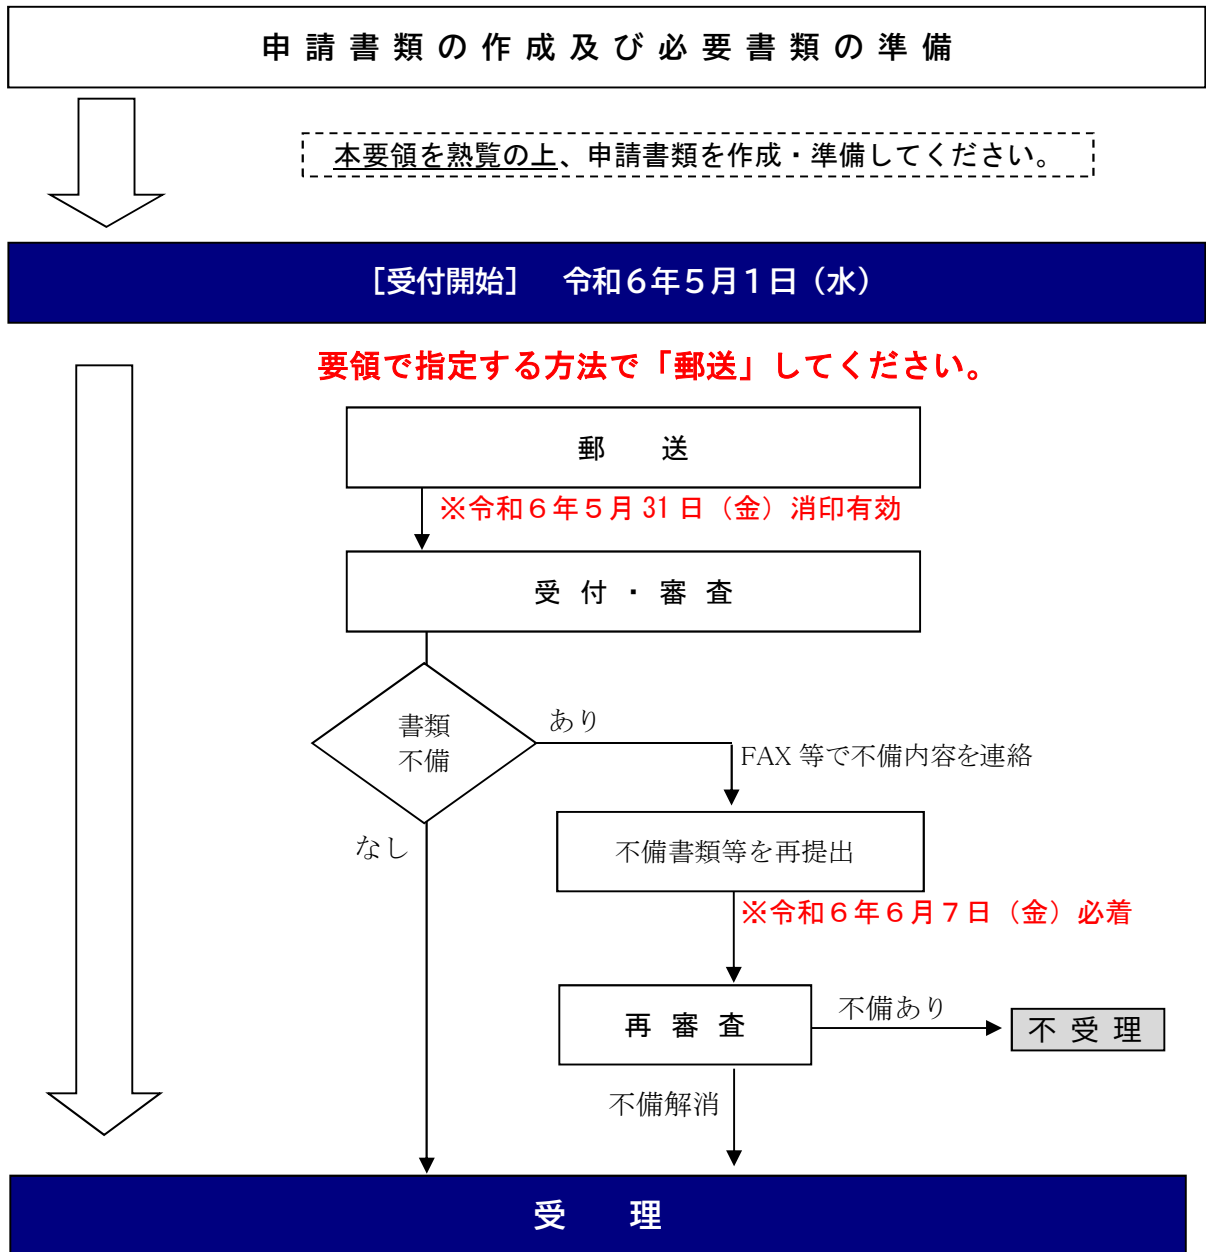 申請書類の作成及び必要書類の準備
本要領を熟覧の上、申請書類を作成・準備してください。
［受付開始］　令和６年５月１日（水）
要領で指定する方法で「郵送」してください。
郵　送
※令和６年５月31日（金）消印有効
受付・審査
書類
不備
あり
FAX 等で不備内容を連絡
なし
不備書類等を再提出
※令和６年６月７日（金）必着
再審査
不備あり
不受理
不備解消
受　理